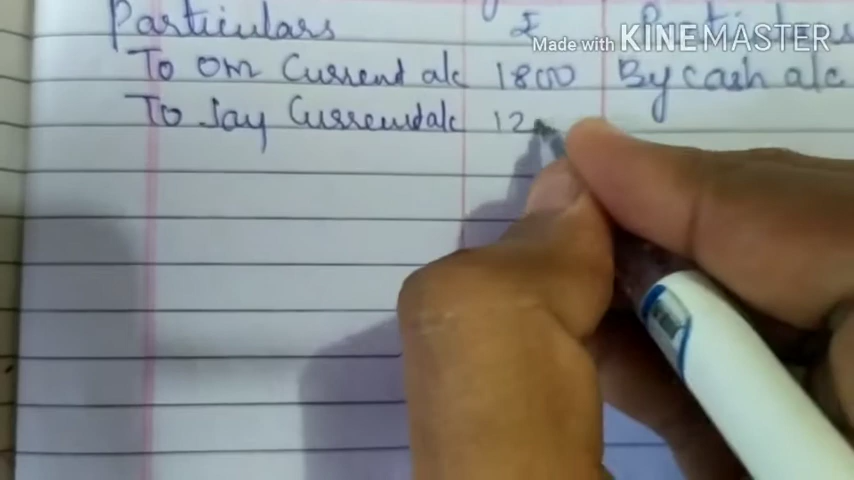 Particulars ₹
Made with KINEMASTER
To Om Current a/c 1800 By cash a/c
To Jay Current a/c 12